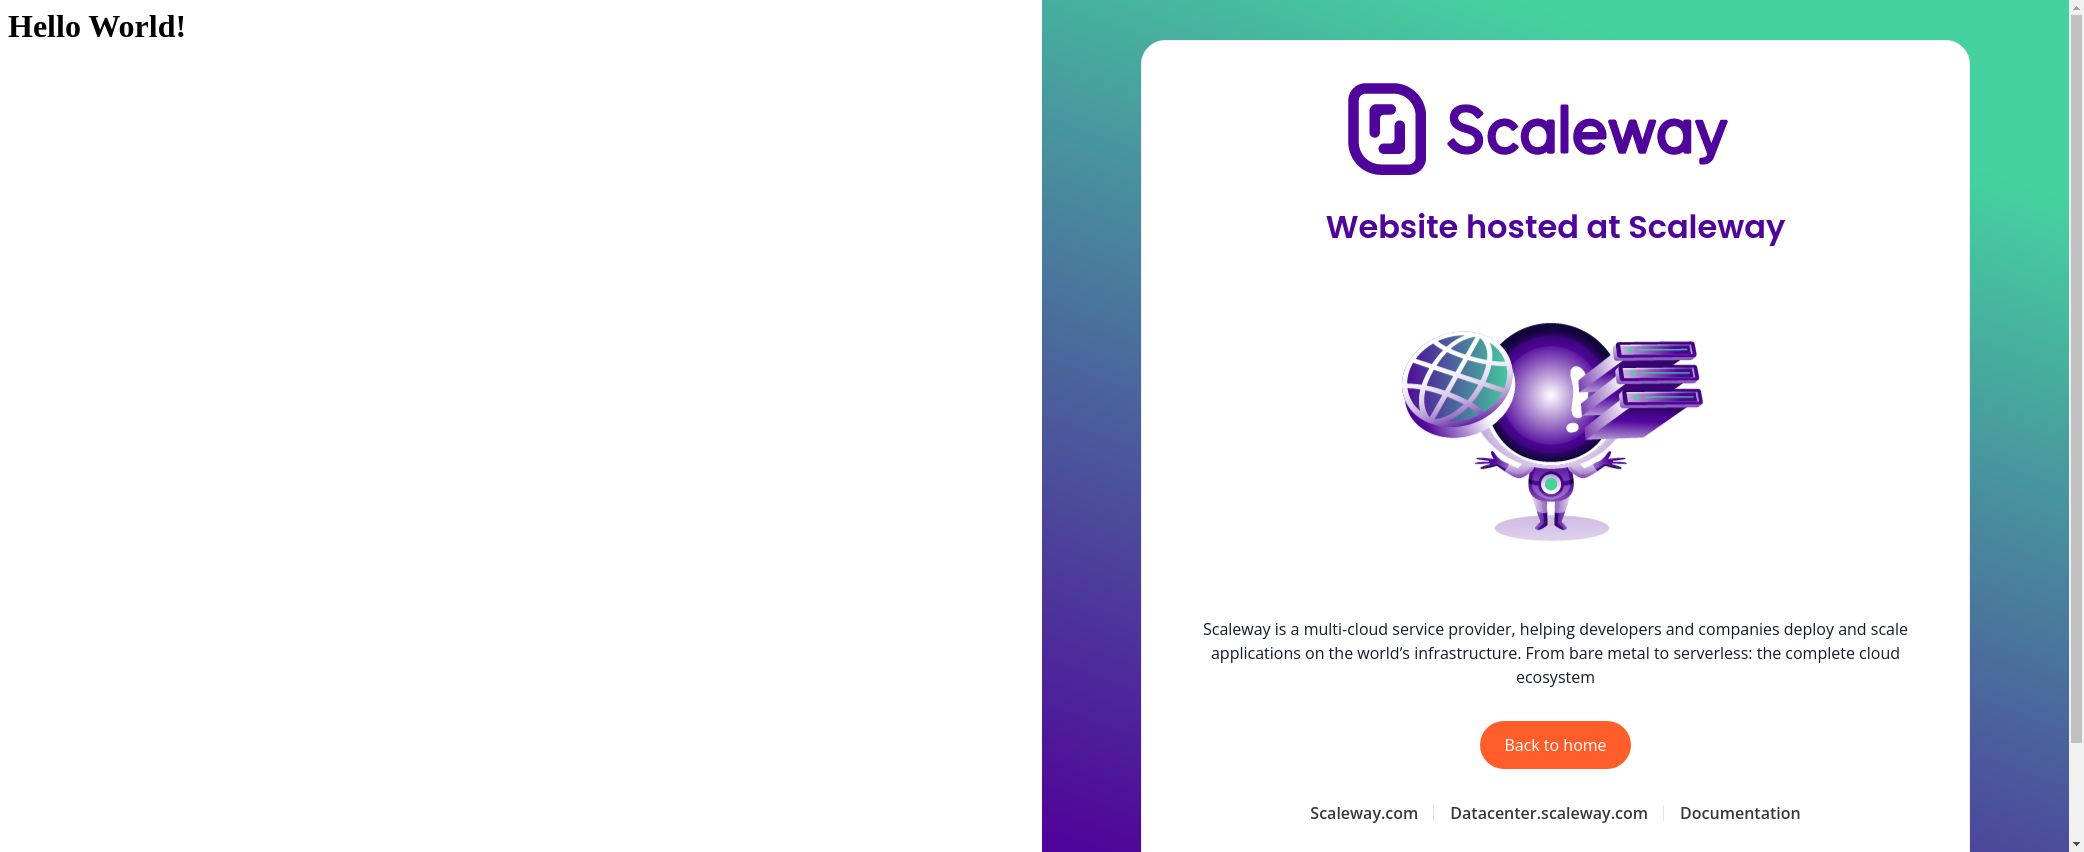 Hello World!
Scaleway
Website hosted at Scaleway
Scaleway is a multi-cloud service provider, helping developers and companies deploy and scale
applications on the world’s infrastructure. From bare metal to serverless: the complete cloud
ecosystem
Back to home
Scaleway.com
Datacenter.scaleway.com
Documentation